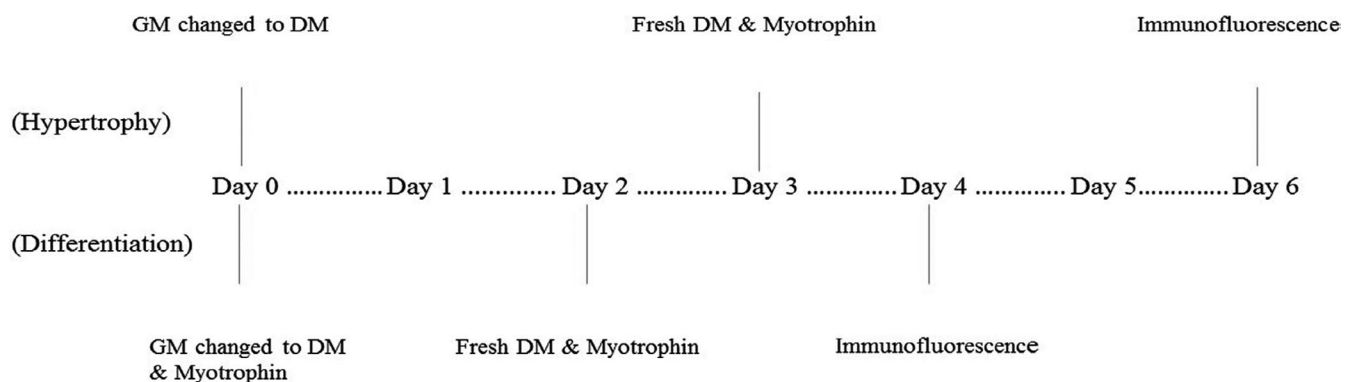 GM changed to DM Fresh DM & Myotrophin Immunofluorescence
(Hypertrophy)
Day 0 ............... Day 1 .............. Day 2 ............. Day 3 ............. Day 4 ............. Day 5............. Day 6
(Differentiation)
GM changed to DM Fresh DM & Myotrophin Immunofluorescence
& Myotrophin